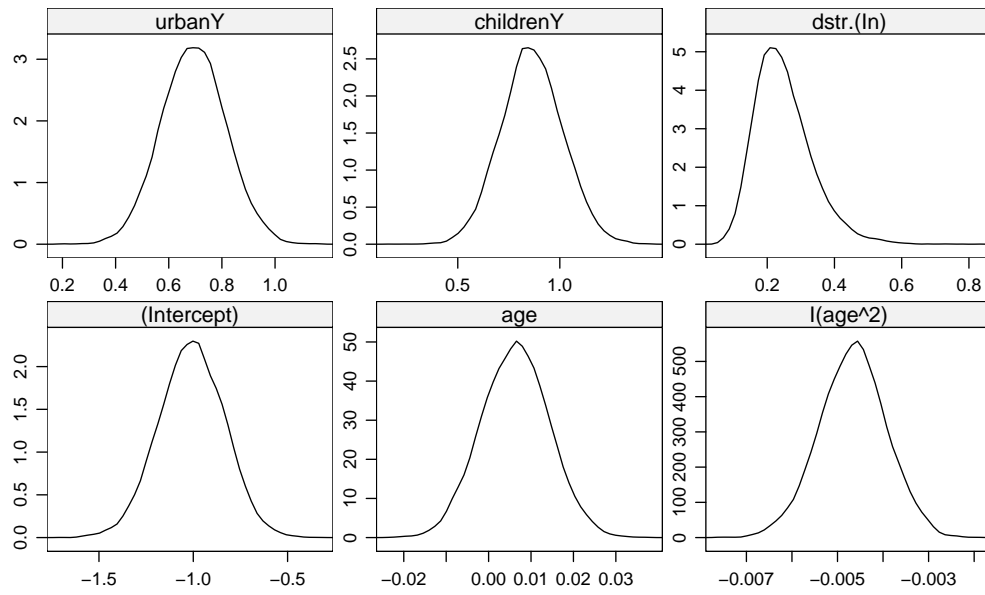 urbanY childrenY dstr.(In)
0 1 2 3
0.2 0.4 0.6 0.8 1.0
0.0 0.5 1.0 1.5 2.0 2.5
0.5 1.0
0 1 2 3 4 5
0.2 0.4 0.6 0.8
(Intercept) age I(age^2)
0.0 0.5 1.0 1.5 2.0
−1.5 −1.0 −0.5
0 10 20 30 40 50
−0.02 0.00 0.01 0.02 0.03
0 100 200 300 400 500
−0.007 −0.005 −0.003